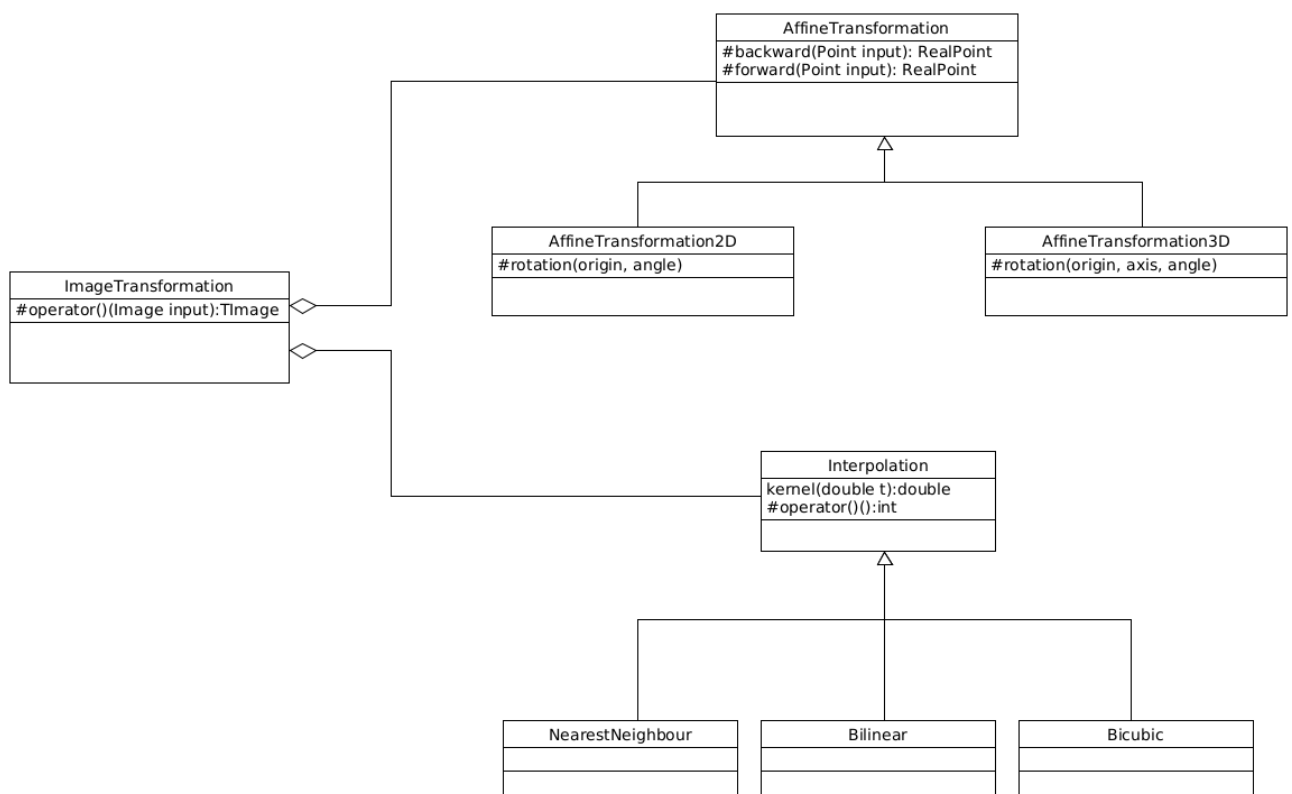 AffineTransformation
#backward(Point input): RealPoint
#forward(Point input): RealPoint
AffineTransformation2D
#rotation(origin, angle)
AffineTransformation3D
#rotation(origin, axis, angle)
ImageTransformation
#operator()(Image input):TImage
Interpolation
kernel(double t):double
#operator()():int
NearestNeighbour
Bilinear
Bicubic